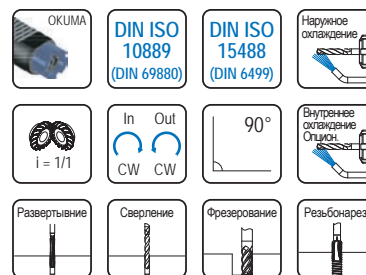 OKUMA
DIN ISO
10889
(DIN 69880)
DIN ISO
15488
(DIN 6499)
Наружное
охлаждение
i = 1/1
In Out
CW CW
90°
Внутреннее
охлаждение
Опцион.
Развертывние
Сверление
Фрезерование
Резьбонарез